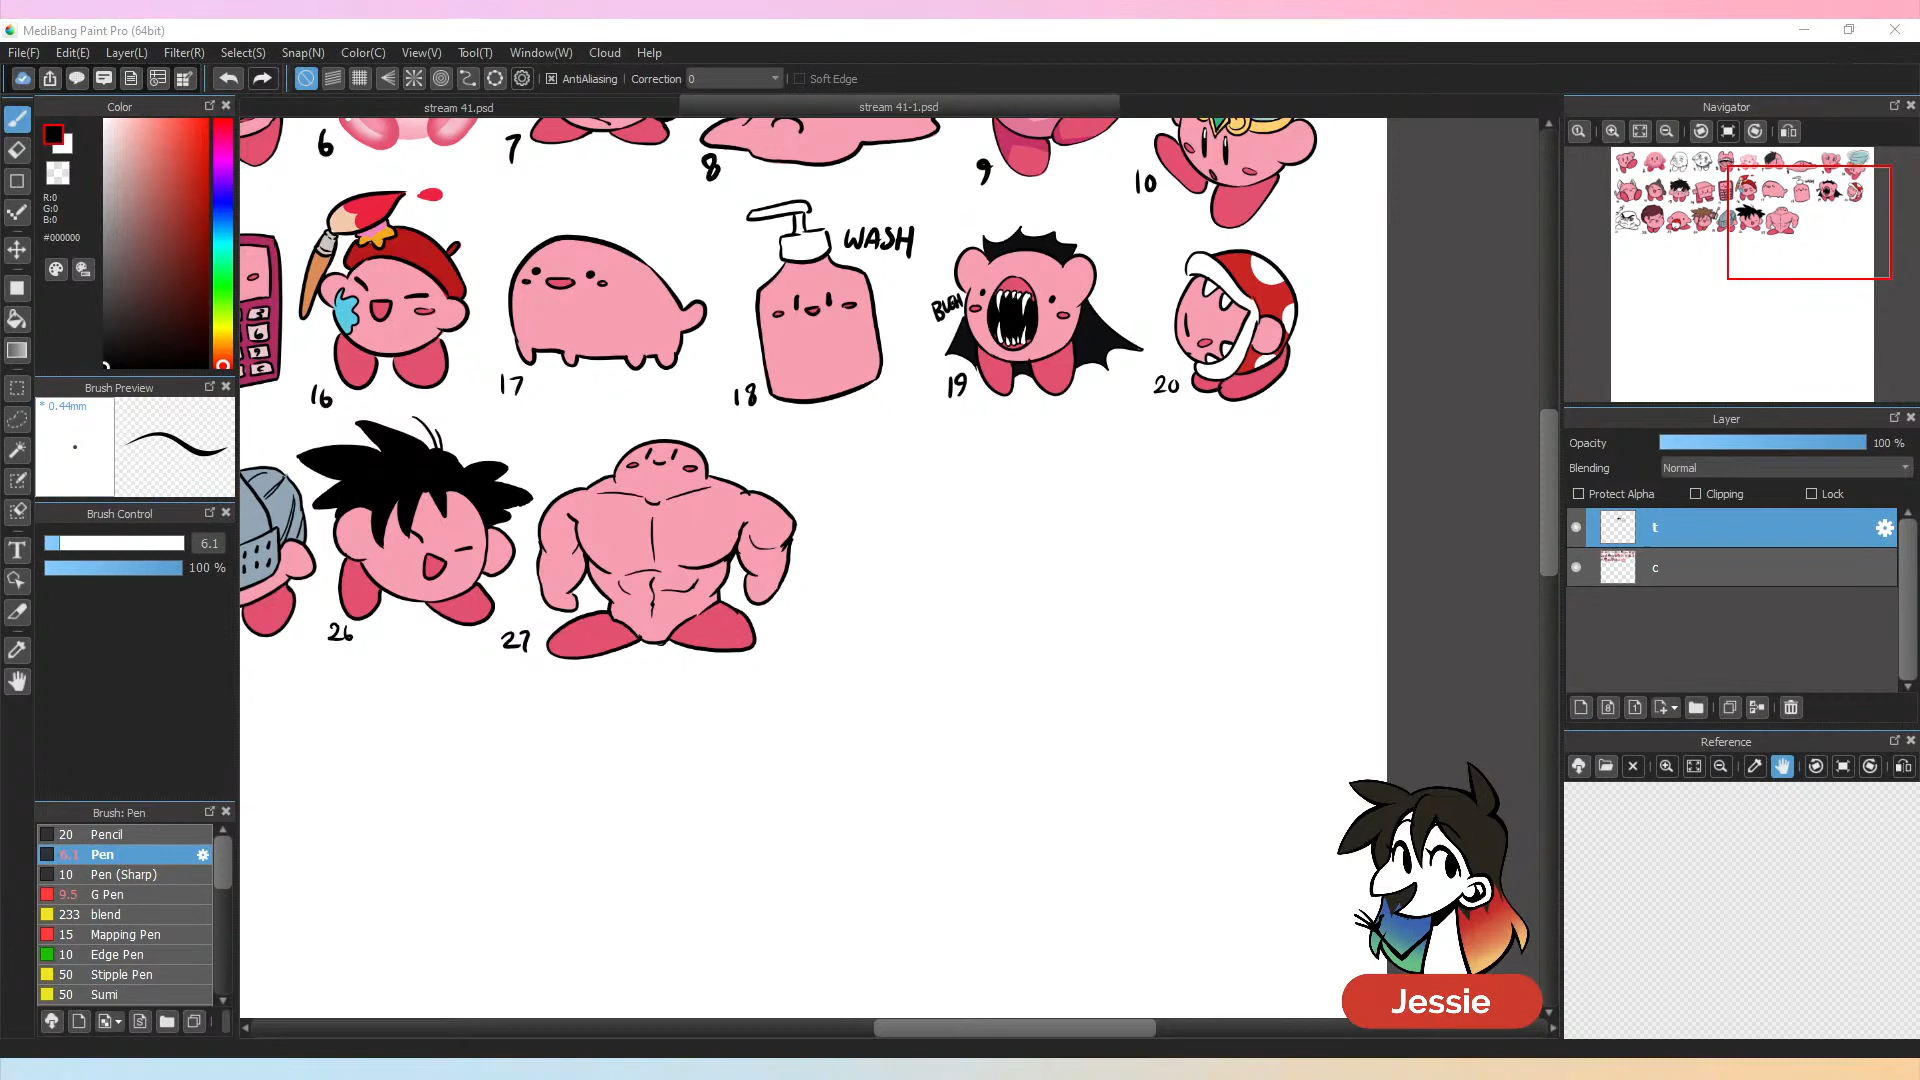 MediBang Paint Pro (64bit)
File(F) Edit(E) Layer(L) Filter(R) Select(S) Snap(N) Color(C) View(V) Tool(T) Window(W) Cloud Help
AntiAliasing Correction 0 Soft Edge
Color
stream 41.psd
stream 41-1.psd
Navigator
R:0
G:0
B:0
#000000
Brush Preview
* 0.44mm
Brush Control
6.1
100 %
Brush: Pen
20 Pencil
6.1 Pen
10 Pen (Sharp)
9.5 G Pen
233 blend
15 Mapping Pen
10 Edge Pen
50 Stipple Pen
50 Sumi
6
7
8
9
10
WASH
BLEH
16
17
18
19
20
26
27
Layer
Opacity 100 %
Blending Normal
Protect Alpha Clipping Lock
t
c
Reference
Jessie